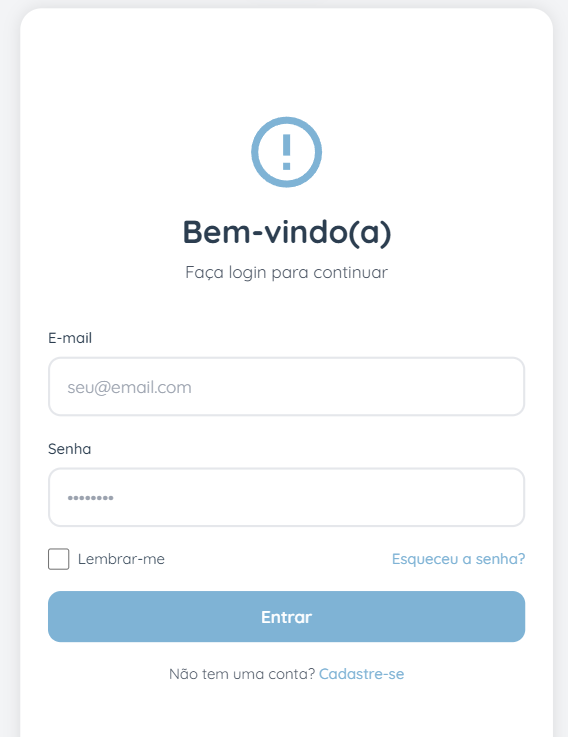 !
Bem-vindo(a)
Faça login para continuar
E-mail
seu@email.com
Senha
••••••••
Lembrar-me
Esqueceu a senha?
Entrar
Não tem uma conta? Cadastre-se